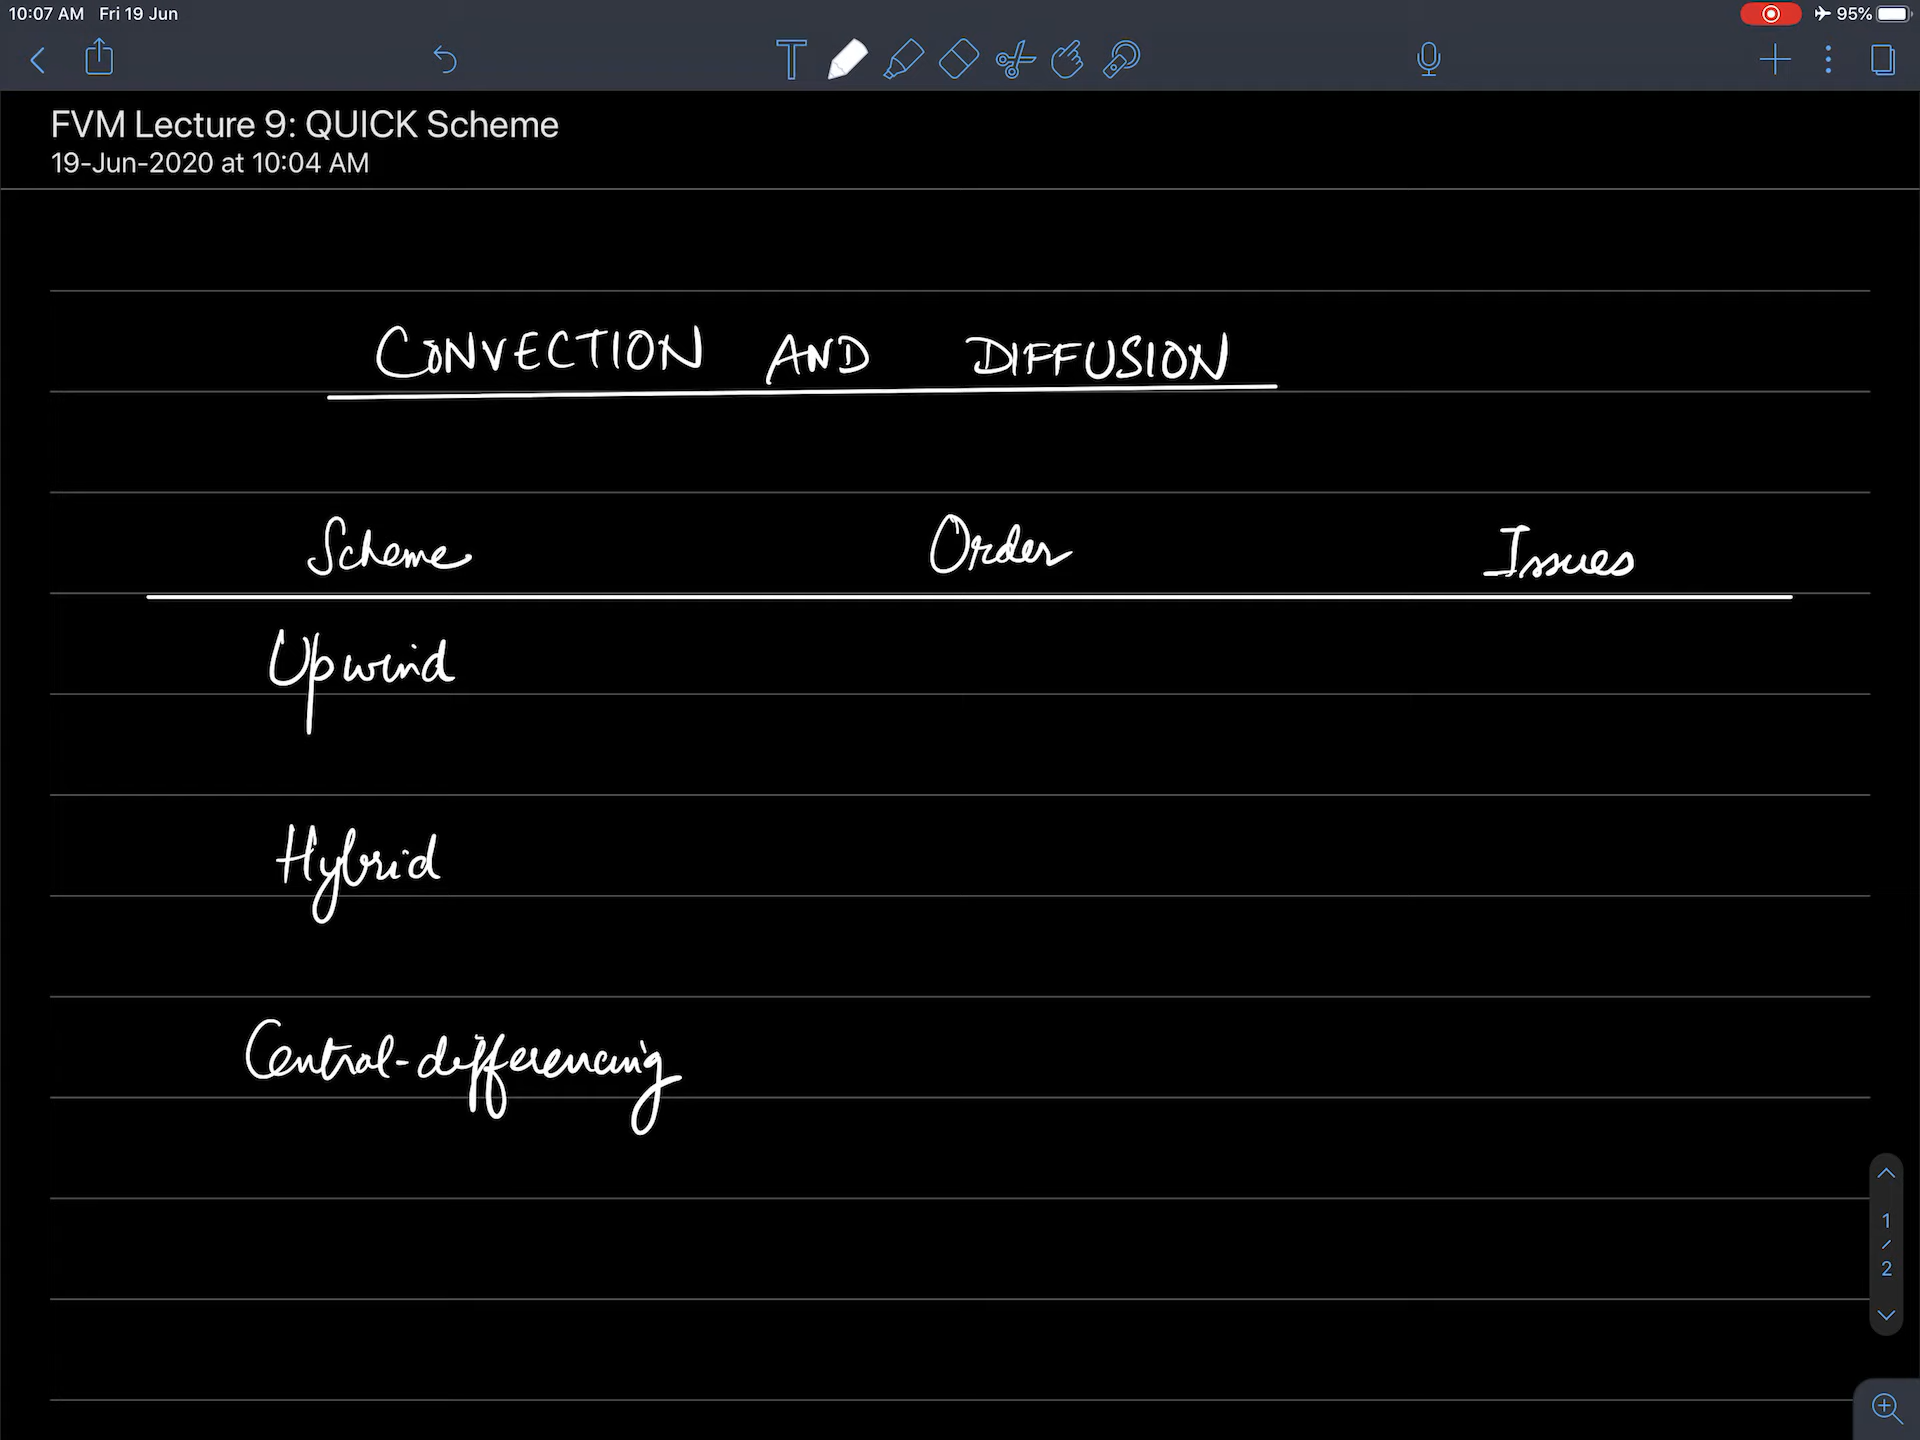 10:07 AM Fri 19 Jun 95%
FVM Lecture 9: QUICK Scheme
19-Jun-2020 at 10:04 AM
CONVECTION AND DIFFUSION
Scheme Order Issues
Upwind
Hybrid
Central-differencing
1
/
2